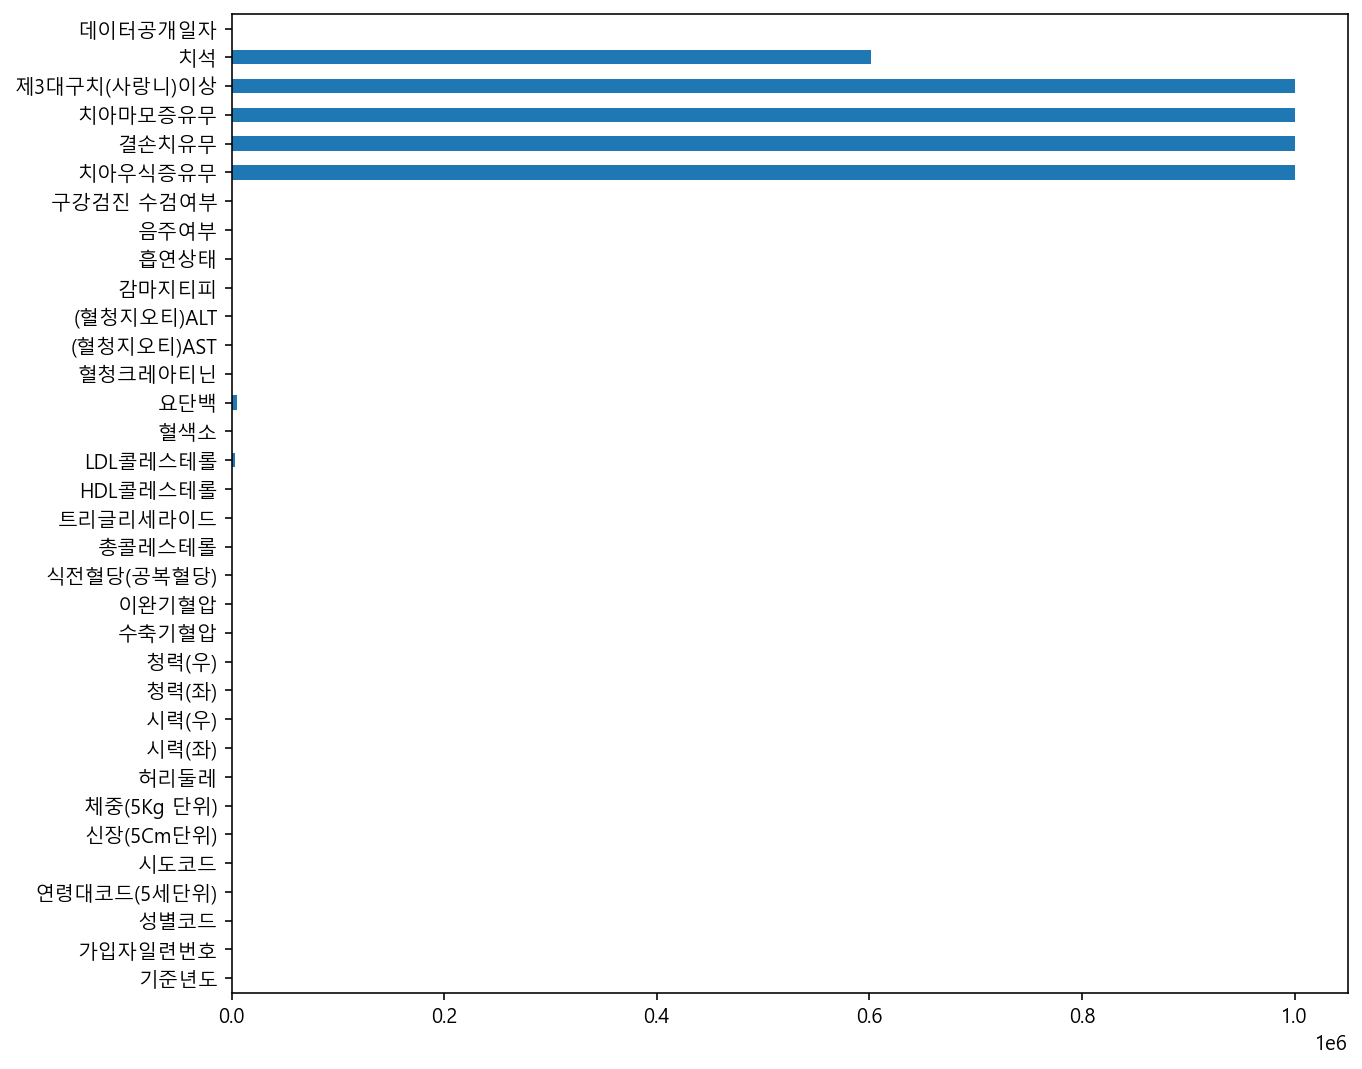 데이터공개일자
치석
제3대구치(사랑니)이상
치아마모증유무
결손치유무
치아우식증유무
구강검진 수검여부
음주여부
흡연상태
감마지티피
(혈청지오티)ALT
(혈청지오티)AST
혈청크레아티닌
요단백
혈색소
LDL콜레스테롤
HDL콜레스테롤
트리글리세라이드
총콜레스테롤
식전혈당(공복혈당)
이완기혈압
수축기혈압
청력(우)
청력(좌)
시력(우)
시력(좌)
허리둘레
체중(5Kg 단위)
신장(5Cm단위)
시도코드
연령대코드(5세단위)
성별코드
가입자일련번호
기준년도
0.0 0.2 0.4 0.6 0.8 1.0
1e6